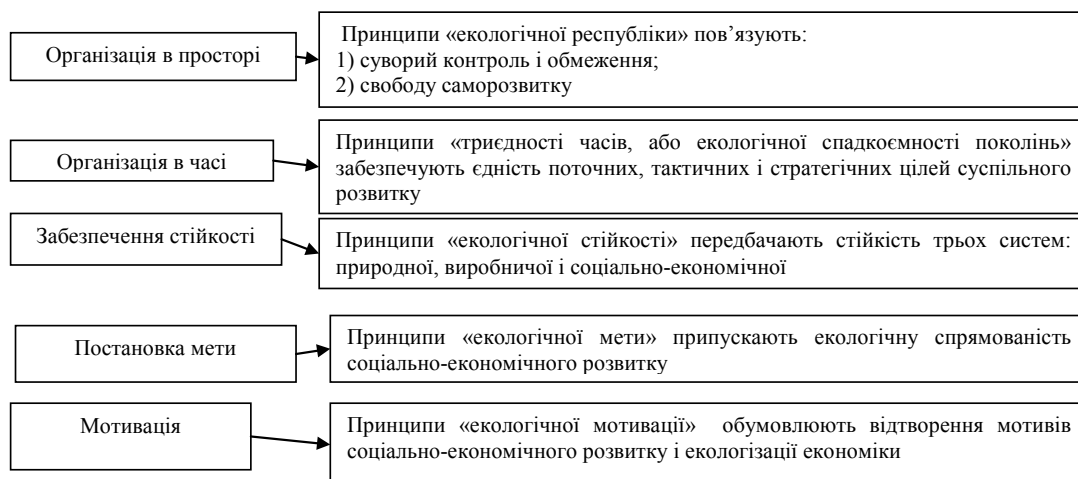 Організація в просторі
Принципи «екологічної республіки» пов’язують:
1) суворий контроль і обмеження;
2) свободу саморозвитку
Організація в часі
Принципи «триєдності часів, або екологічної спадкоємності поколінь»
забезпечують єдність поточних, тактичних і стратегічних цілей суспільного
розвитку
Забезпечення стійкості
Принципи «екологічної стійкості» передбачають стійкість трьох систем:
природної, виробничої і соціально-економічної
Постановка мети
Принципи «екологічної мети» припускають екологічну спрямованість
соціально-економічного розвитку
Мотивація
Принципи «екологічної мотивації» обумовлюють відтворення мотивів
соціально-економічного розвитку і екологізації економіки